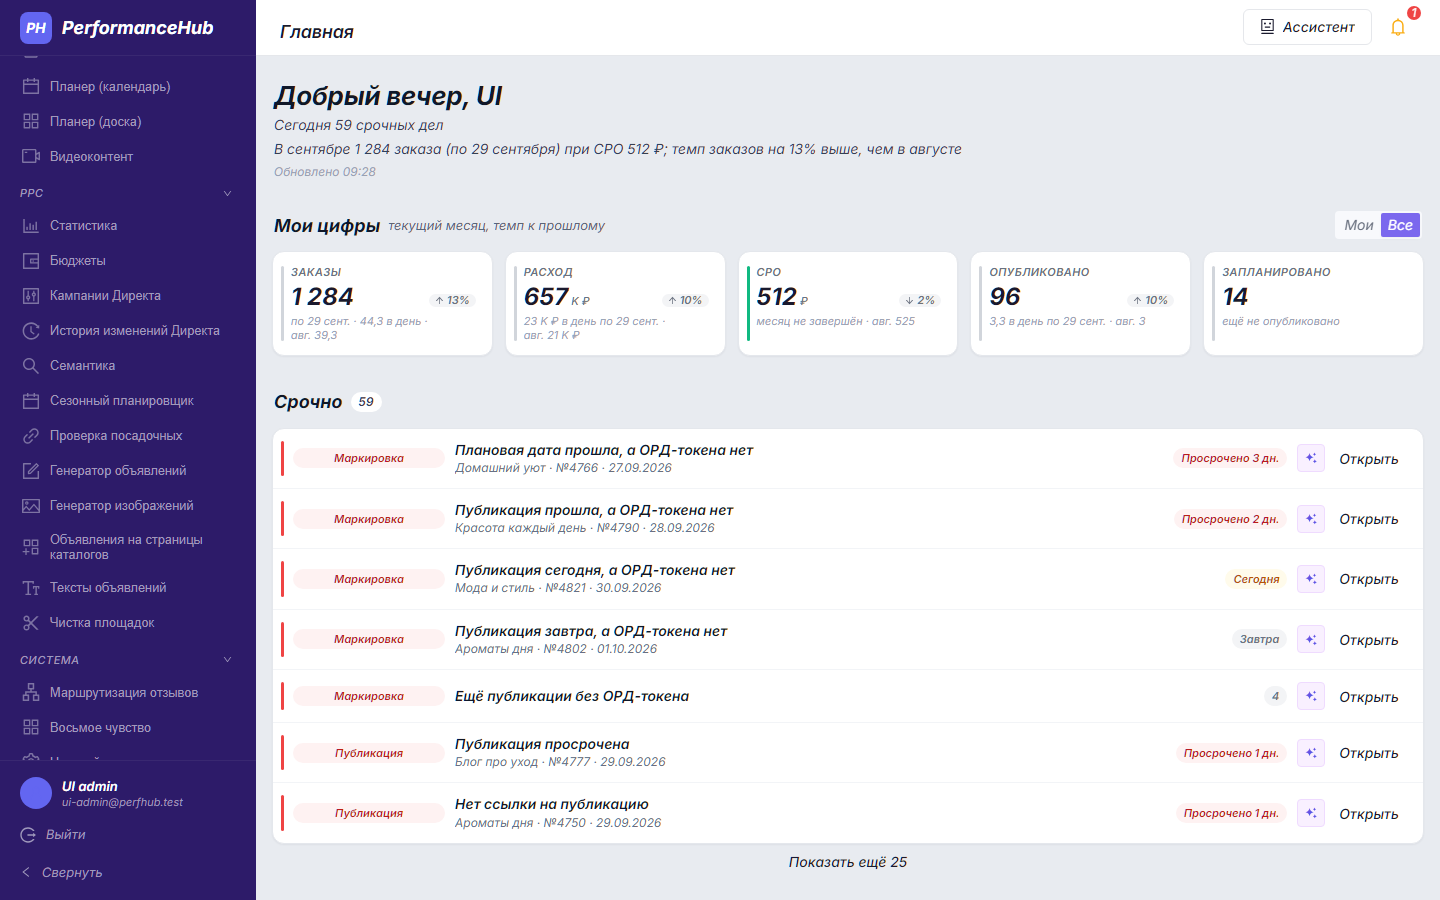 PH PerformanceHub
Главная
Ассистент
1
Планер (календарь)
Планер (доска)
Видеоконтент
PPC
Статистика
Бюджеты
Кампании Директа
История изменений Директа
Семантика
Сезонный планировщик
Проверка посадочных
Генератор объявлений
Генератор изображений
Объявления на страницы
каталогов
Тексты объявлений
Чистка площадок
СИСТЕМА
Маршрутизация отзывов
Восьмое чувство
UI admin
ui-admin@perfhub.test
Выйти
Свернуть
Добрый вечер, UI
Сегодня 59 срочных дел
В сентябре 1 284 заказа (по 29 сентября) при CPO 512 ₽; темп заказов на 13% выше, чем в августе
Обновлено 09:28
Мои цифры текущий месяц, темп к прошлому
Мои Все
ЗАКАЗЫ
1 284 ↑ 13%
по 29 сент. · 44,3 в день ·
авг. 39,3
РАСХОД
657 К ₽ ↑ 10%
23 К ₽ в день по 29 сент. ·
авг. 21 К ₽
CPO
512 ₽ ↓ 2%
месяц не завершён · авг. 525
ОПУБЛИКОВАНО
96 ↑ 10%
3,3 в день по 29 сент. · авг. 3
ЗАПЛАНИРОВАНО
14
ещё не опубликовано
Срочно 59
Маркировка
Плановая дата прошла, а ОРД-токена нет
Домашний уют · №4766 · 27.09.2026
Просрочено 3 дн.
Открыть
Маркировка
Публикация прошла, а ОРД-токена нет
Красота каждый день · №4790 · 28.09.2026
Просрочено 2 дн.
Открыть
Маркировка
Публикация сегодня, а ОРД-токена нет
Мода и стиль · №4821 · 30.09.2026
Сегодня
Открыть
Маркировка
Публикация завтра, а ОРД-токена нет
Ароматы дня · №4802 · 01.10.2026
Завтра
Открыть
Маркировка
Ещё публикации без ОРД-токена
4
Открыть
Публикация
Публикация просрочена
Блог про уход · №4777 · 29.09.2026
Просрочено 1 дн.
Открыть
Публикация
Нет ссылки на публикацию
Ароматы дня · №4750 · 29.09.2026
Просрочено 1 дн.
Открыть
Показать ещё 25